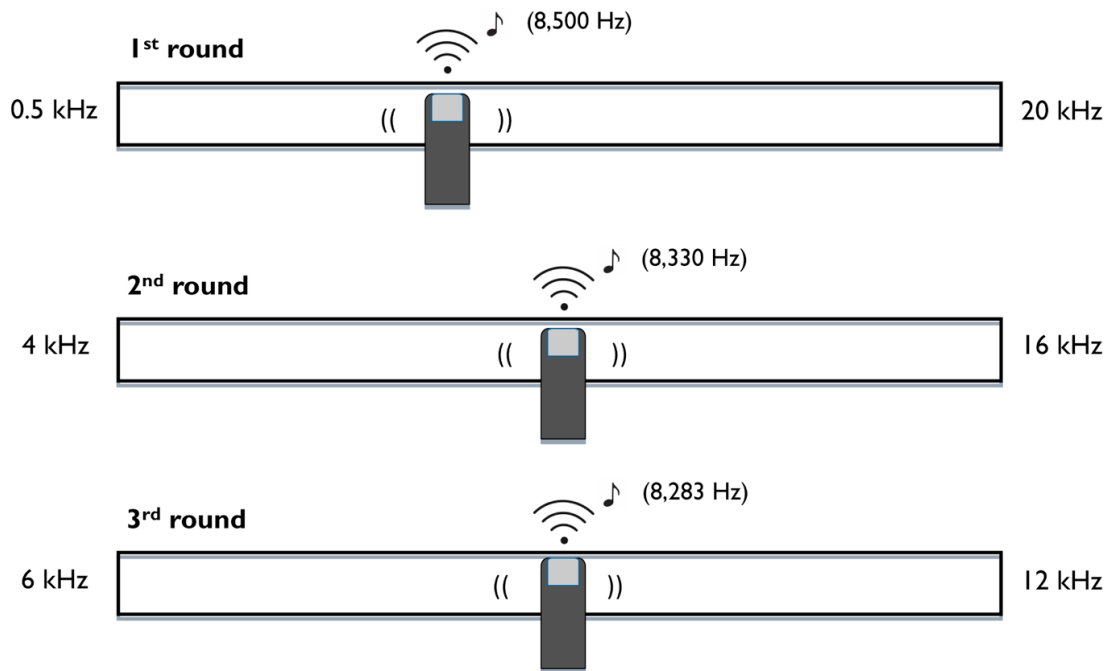 (8,500 Hz)
1st round
0.5 kHz
20 kHz
(8,330 Hz)
2nd round
4 kHz
16 kHz
(8,283 Hz)
3rd round
6 kHz
12 kHz